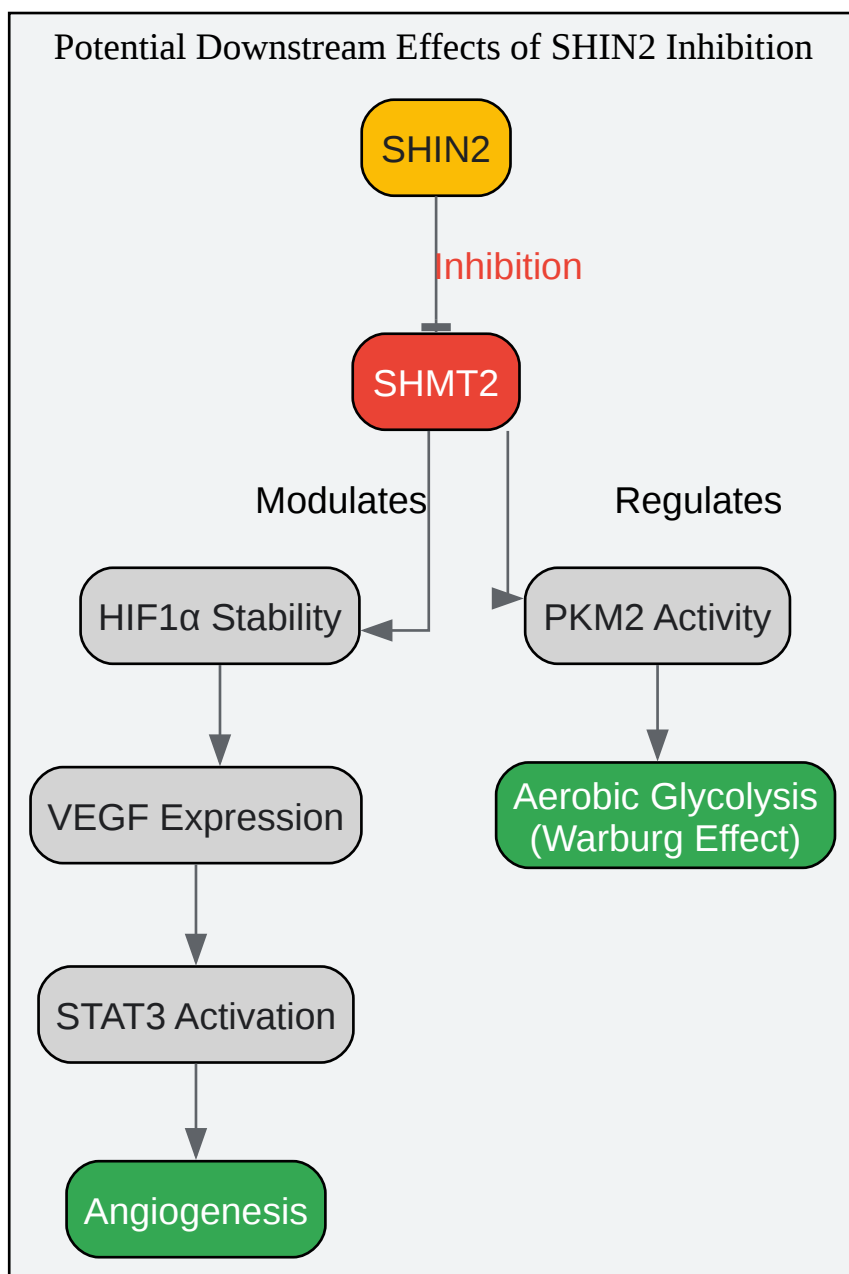 Potential Downstream Effects of SHIN2 Inhibition
SHIN2
Inhibition
SHMT2
Modulates
Regulates
HIF1α Stability
PKM2 Activity
VEGF Expression
Aerobic Glycolysis
(Warburg Effect)
STAT3 Activation
Angiogenesis